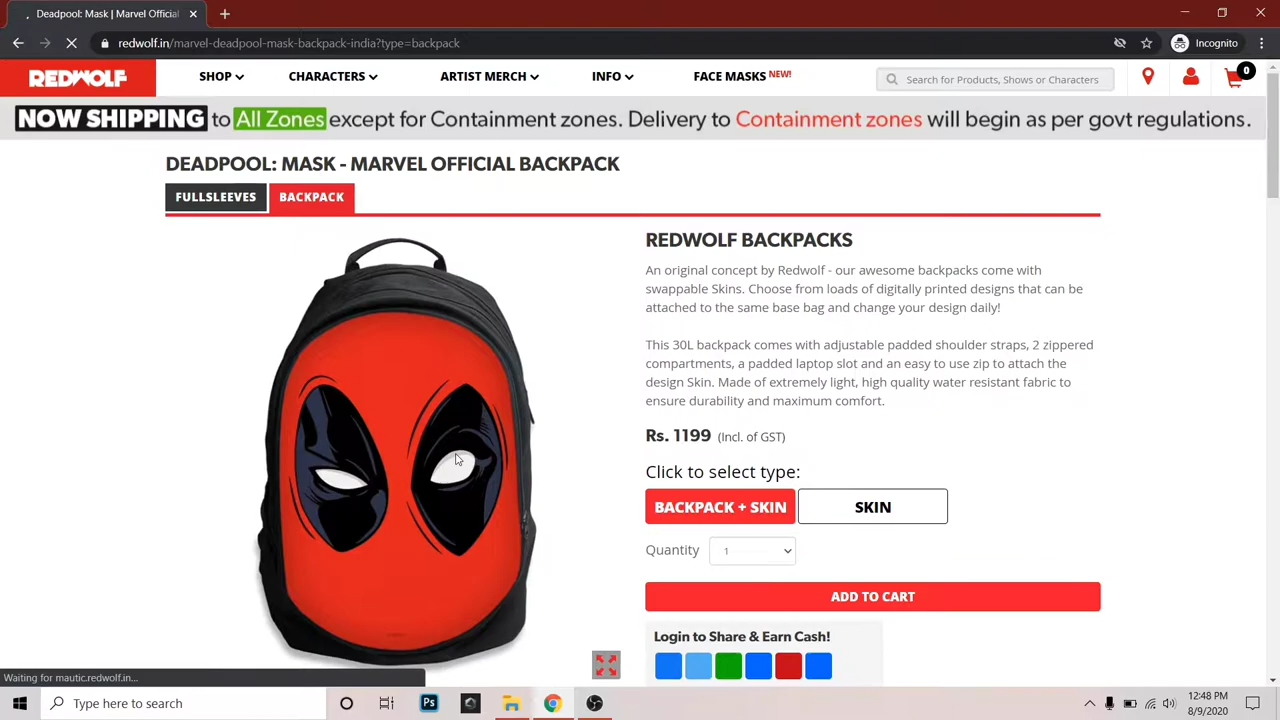 Deadpool: Mask | Marvel Official
redwolf.in/marvel-deadpool-mask-backpack-india?type=backpack
Incognito
REDWOLF
SHOP
CHARACTERS
ARTIST MERCH
INFO
FACE MASKS NEW!
Search for Products, Shows or Characters
0
NOW SHIPPING to All Zones except for Containment zones. Delivery to Containment zones will begin as per govt regulations.
DEADPOOL: MASK - MARVEL OFFICIAL BACKPACK
FULLSLEEVES
BACKPACK
REDWOLF BACKPACKS
An original concept by Redwolf - our awesome backpacks come with
swappable Skins. Choose from loads of digitally printed designs that can be
attached to the same base bag and change your design daily!
This 30L backpack comes with adjustable padded shoulder straps, 2 zippered
compartments, a padded laptop slot and an easy to use zip to attach the
design Skin. Made of extremely light, high quality water resistant fabric to
ensure durability and maximum comfort.
Rs. 1199 (Incl. of GST)
Click to select type:
BACKPACK + SKIN
SKIN
Quantity 1
ADD TO CART
Login to Share & Earn Cash!
Waiting for mautic.redwolf.in...
Type here to search
Ps
12:48 PM
8/9/2020